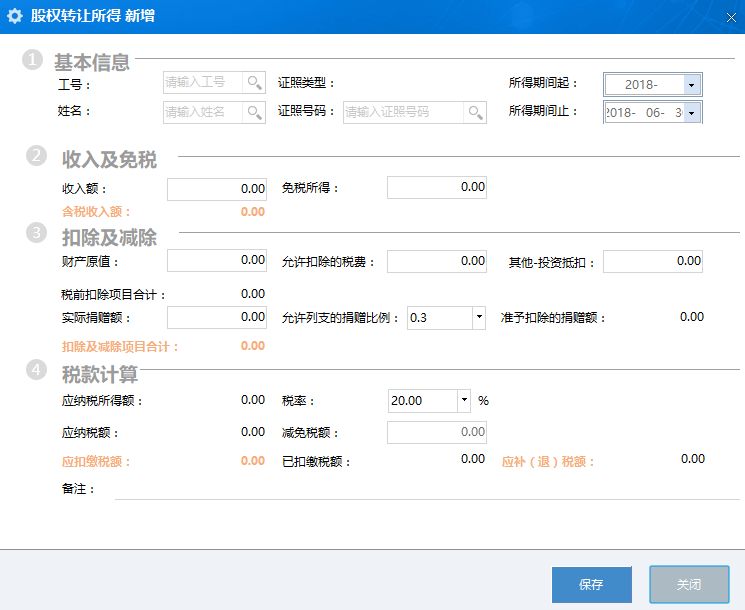 股权转让所得 新增
1 基本信息
工号： 请输入工号 证照类型： 所得期间起： 2018-
姓名： 请输入姓名 证照号码： 请输入证照号码 所得期间止： 2018- 06- 3
2 收入及免税
收入额： 0.00 免税所得： 0.00
含税收入额： 0.00
3 扣除及减除
财产原值： 0.00 允许扣除的税费： 0.00 其他-投资抵扣： 0.00
税前扣除项目合计： 0.00
实际捐赠额： 0.00 允许列支的捐赠比例： 0.3 准予扣除的捐赠额： 0.00
扣除及减除项目合计： 0.00
4 税款计算
应纳税所得额： 0.00 税率： 20.00 %
应纳税额： 0.00 减免税额： 0.00
应扣缴税额： 0.00 已扣缴税额： 0.00 应补（退）税额： 0.00
备注：
保存 关闭